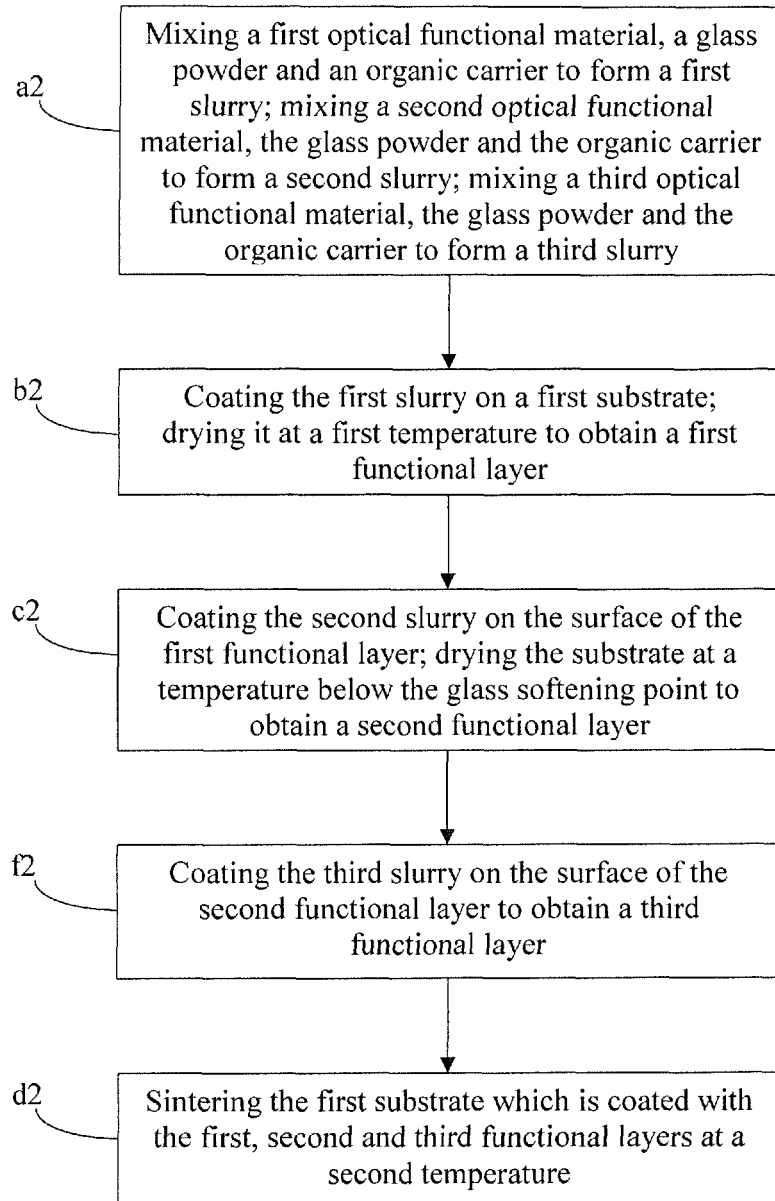 a2
Mixing a first optical functional material, a glass
powder and an organic carrier to form a first
slurry; mixing a second optical functional
material, the glass powder and the organic carrier
to form a second slurry; mixing a third optical
functional material, the glass powder and the
organic carrier to form a third slurry
b2
Coating the first slurry on a first substrate;
drying it at a first temperature to obtain a first
functional layer
c2
Coating the second slurry on the surface of the
first functional layer; drying the substrate at a
temperature below the glass softening point to
obtain a second functional layer
f2
Coating the third slurry on the surface of the
second functional layer to obtain a third
functional layer
d2
Sintering the first substrate which is coated with
the first, second and third functional layers at a
second temperature